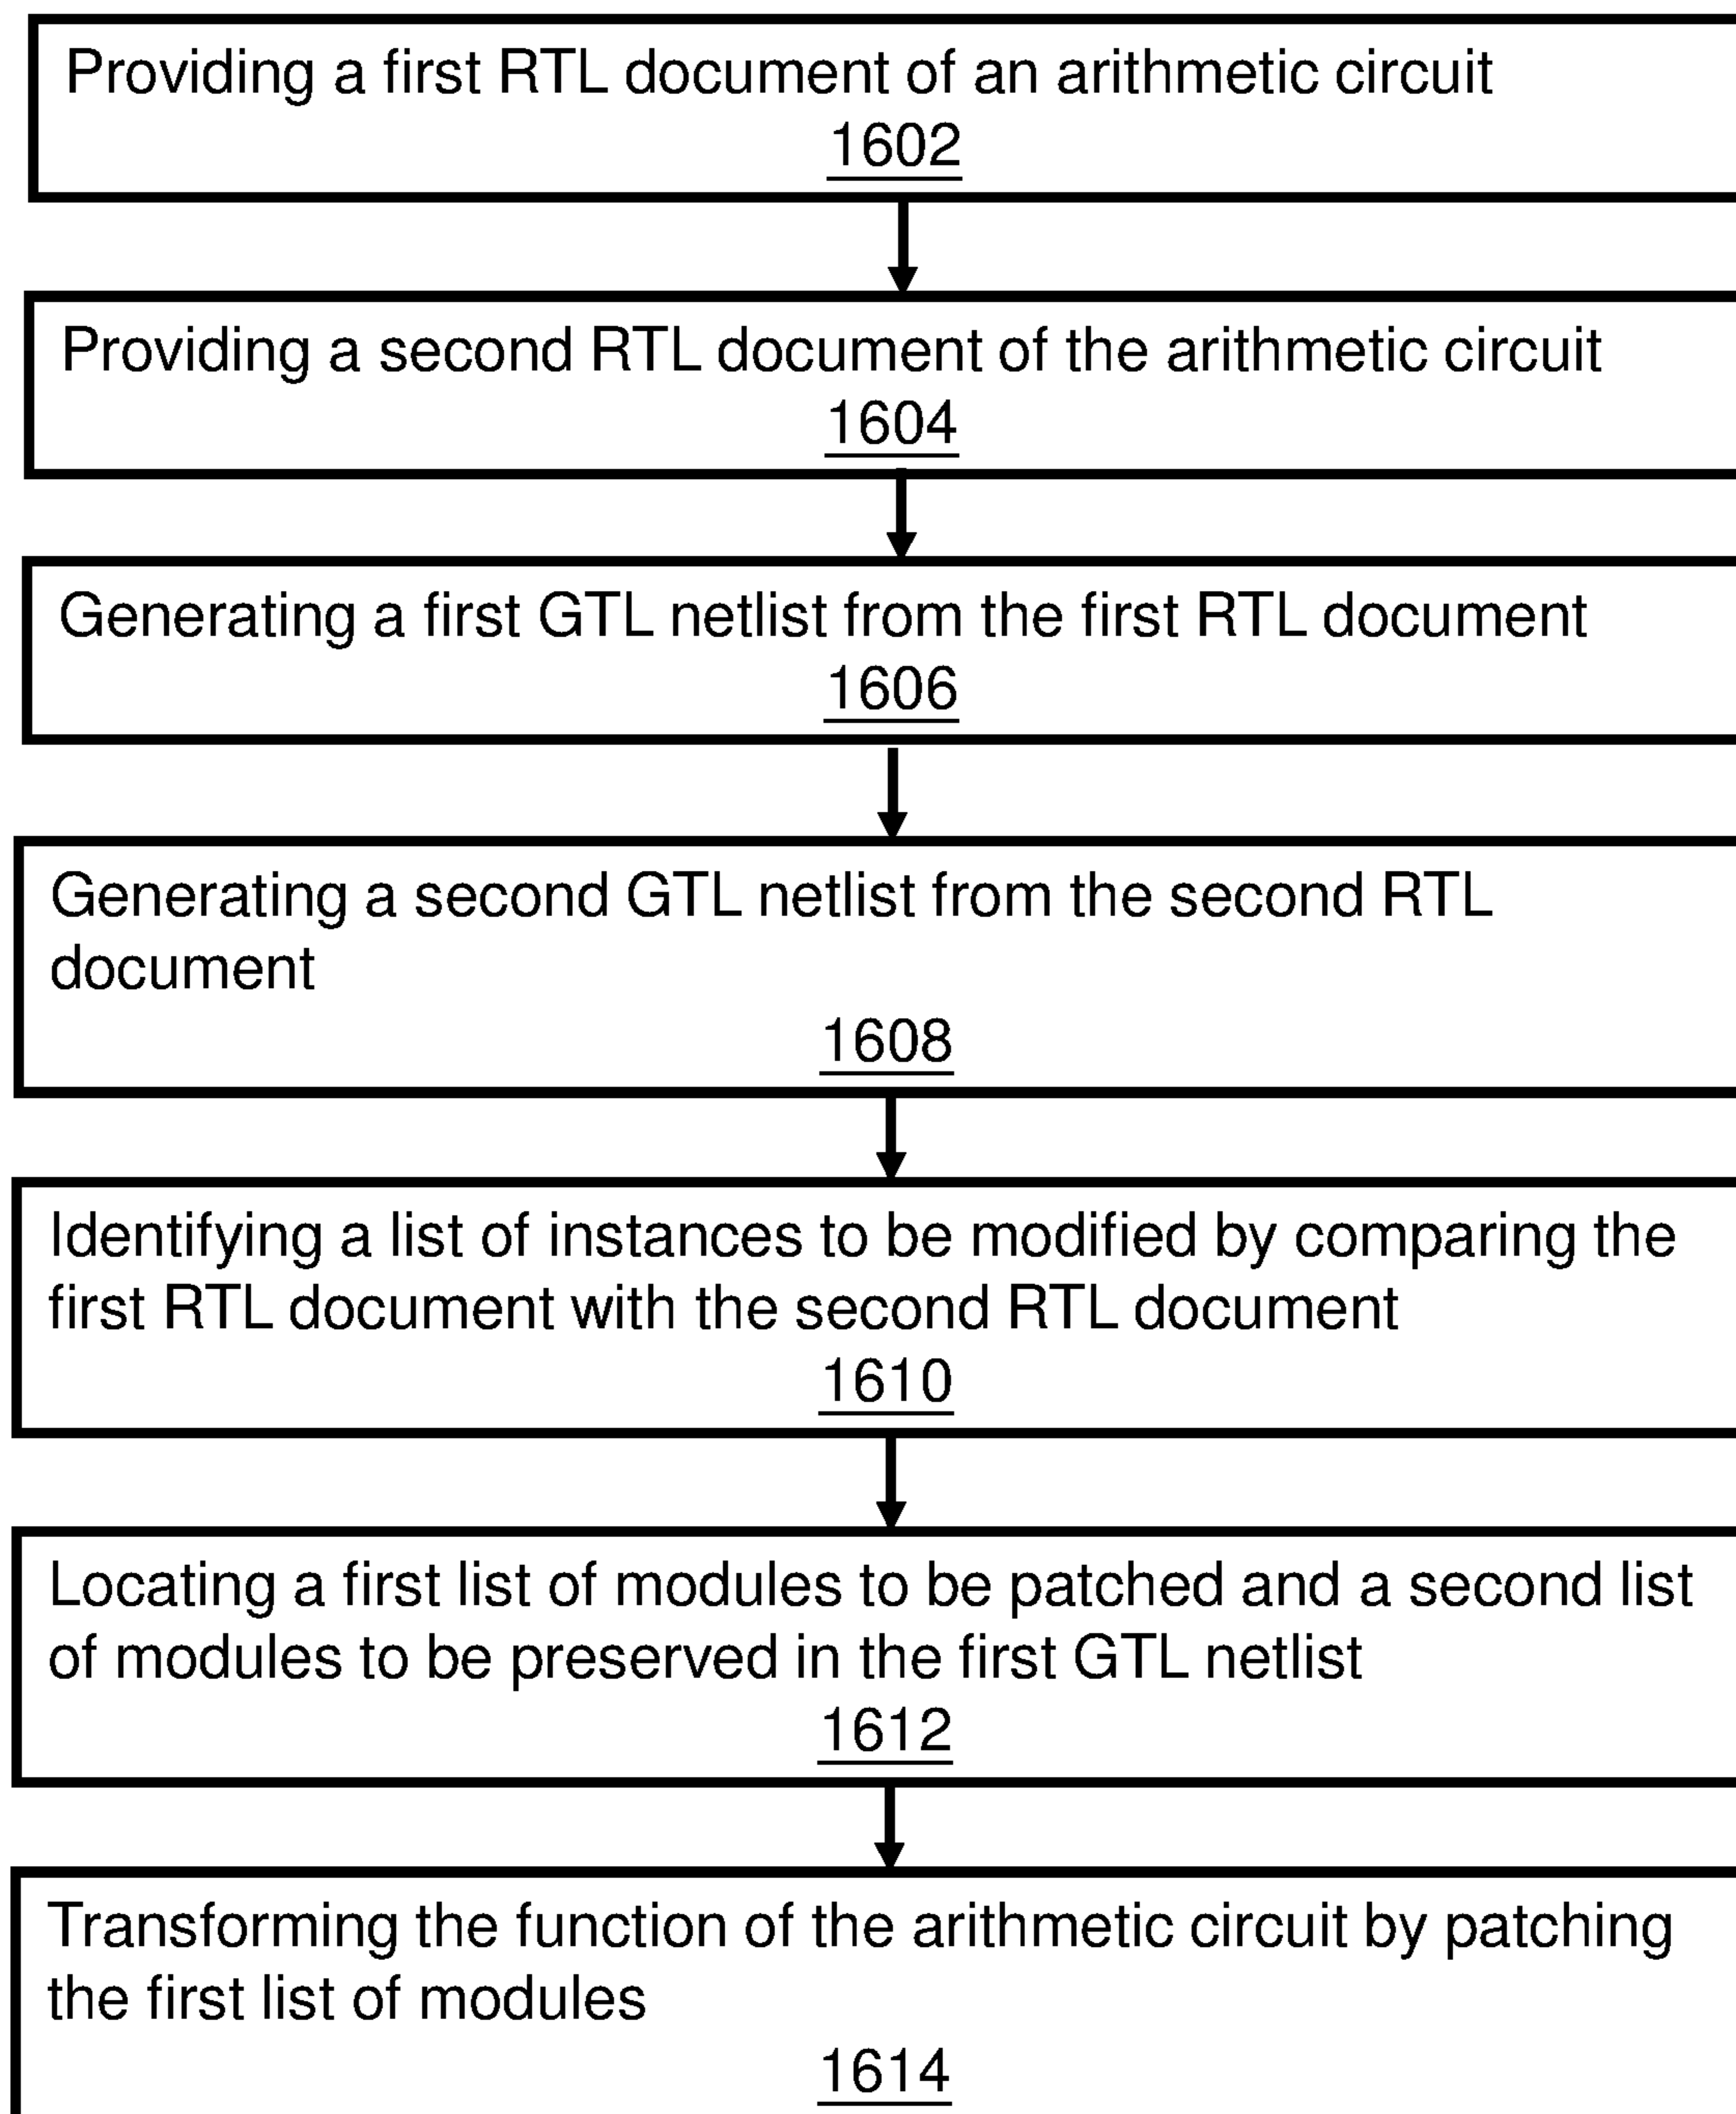 Providing a first RTL document of an arithmetic circuit
1602
Providing a second RTL document of the arithmetic circuit
1604
Generating a first GTL netlist from the first RTL document
1606
Generating a second GTL netlist from the second RTL
document
1608
Identifying a list of instances to be modified by comparing the
first RTL document with the second RTL document
1610
Locating a first list of modules to be patched and a second list
of modules to be preserved in the first GTL netlist
1612
Transforming the function of the arithmetic circuit by patching
the first list of modules
1614